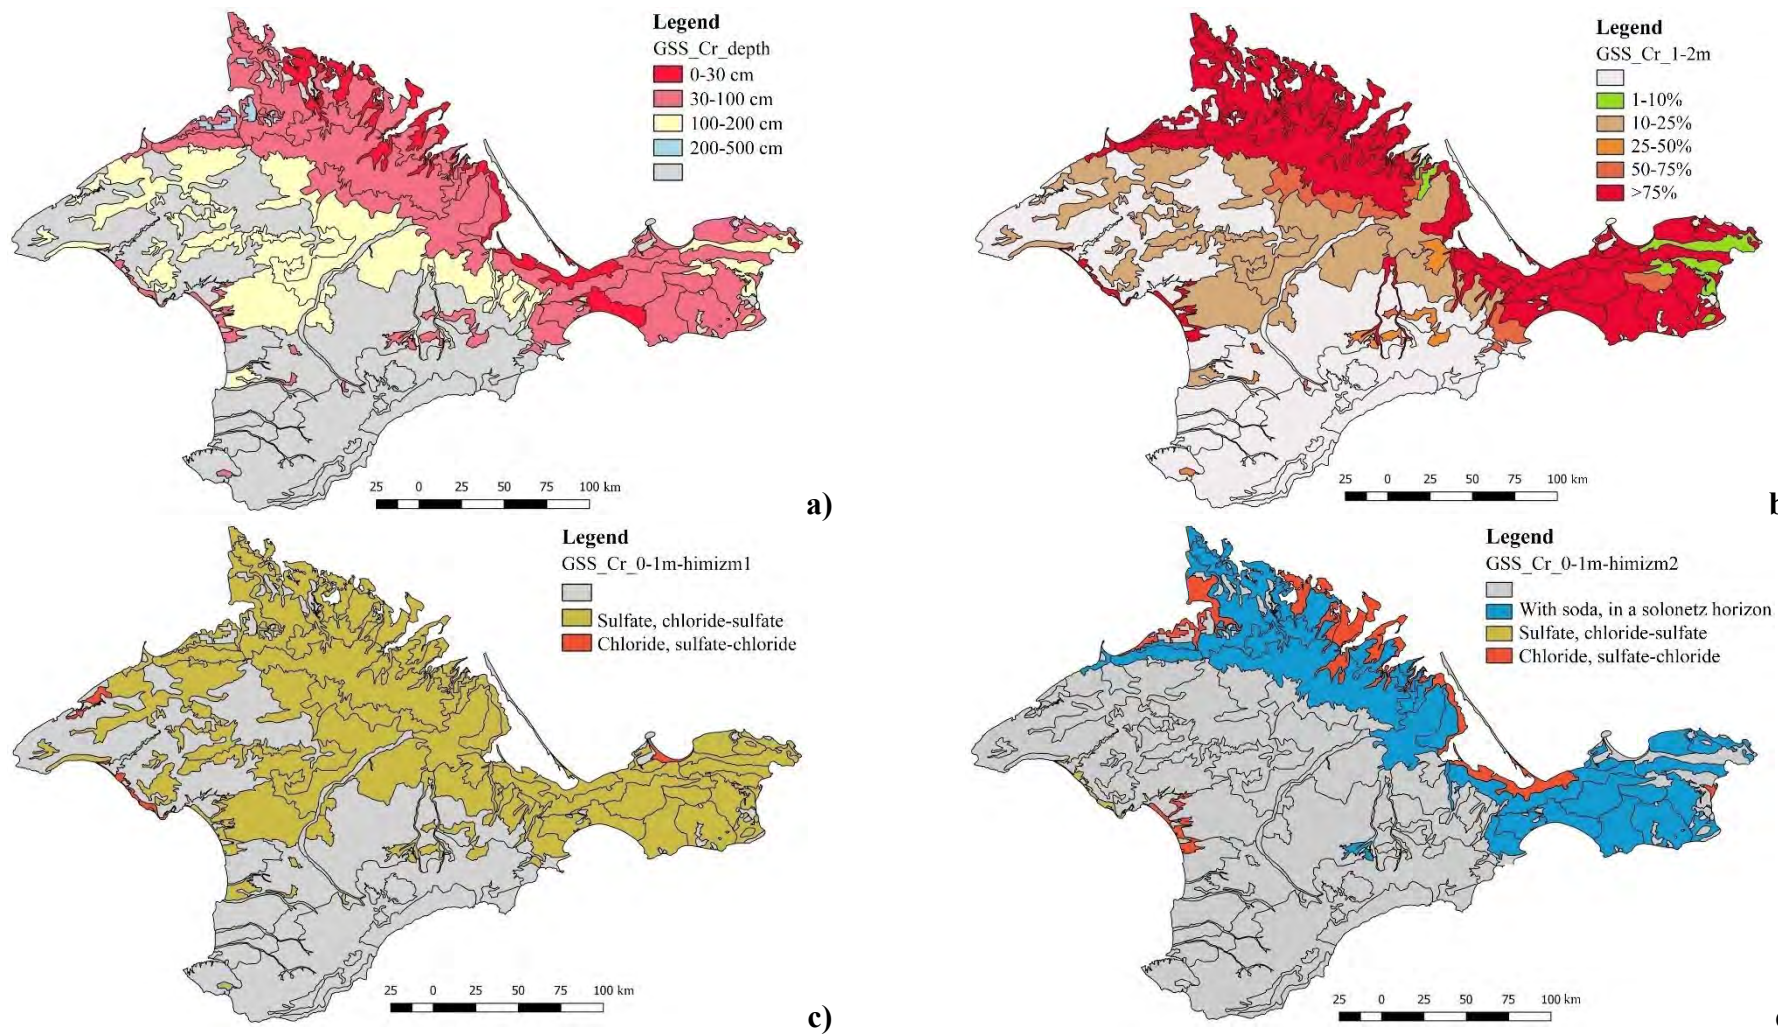 Legend
GSS_Cr_depth
0-30 cm
30-100 cm
100-200 cm
200-500 cm
25 0 25 50 75 100 km
a)
Legend
GSS_Cr_1-2m
1-10%
10-25%
25-50%
50-75%
>75%
25 0 25 50 75 100 km
b
Legend
GSS_Cr_0-1m-himizm1
Sulfate, chloride-sulfate
Chloride, sulfate-chloride
25 0 25 50 75 100 km
c)
Legend
GSS_Cr_0-1m-himizm2
With soda, in a solonetz horizon
Sulfate, chloride-sulfate
Chloride, sulfate-chloride
25 0 25 50 75 100 km